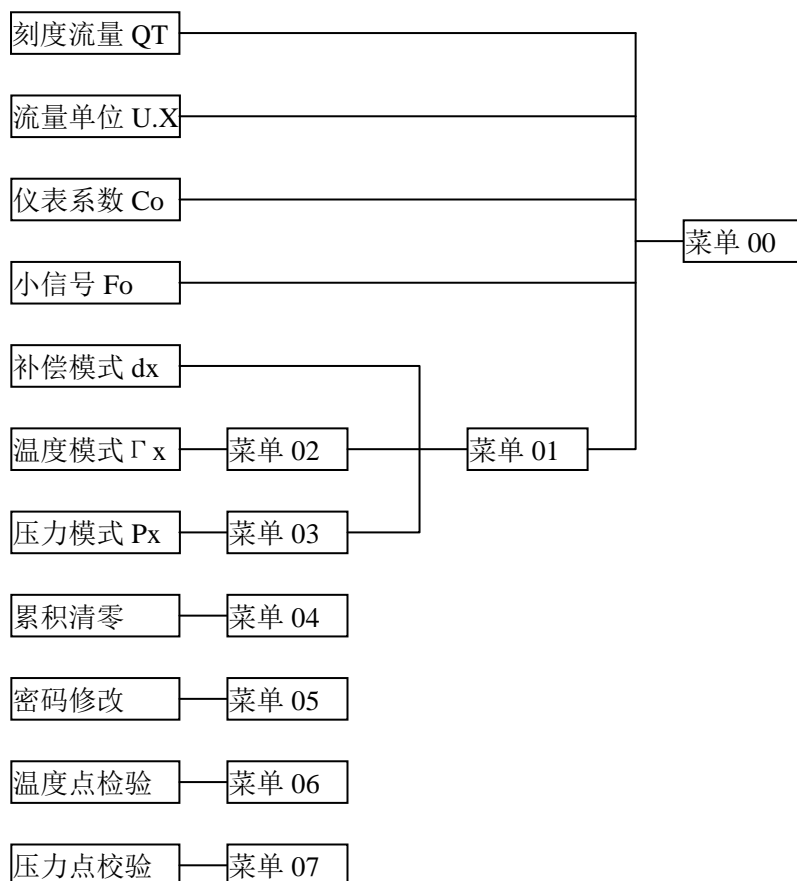 刻度流量 QT
流量单位 U.X
仪表系数 Co
菜单 00
小信号 Fo
补偿模式 dx
温度模式 Γ x
菜单 02
菜单 01
压力模式 Px
菜单 03
累积清零
菜单 04
密码修改
菜单 05
温度点检验
菜单 06
压力点校验
菜单 07